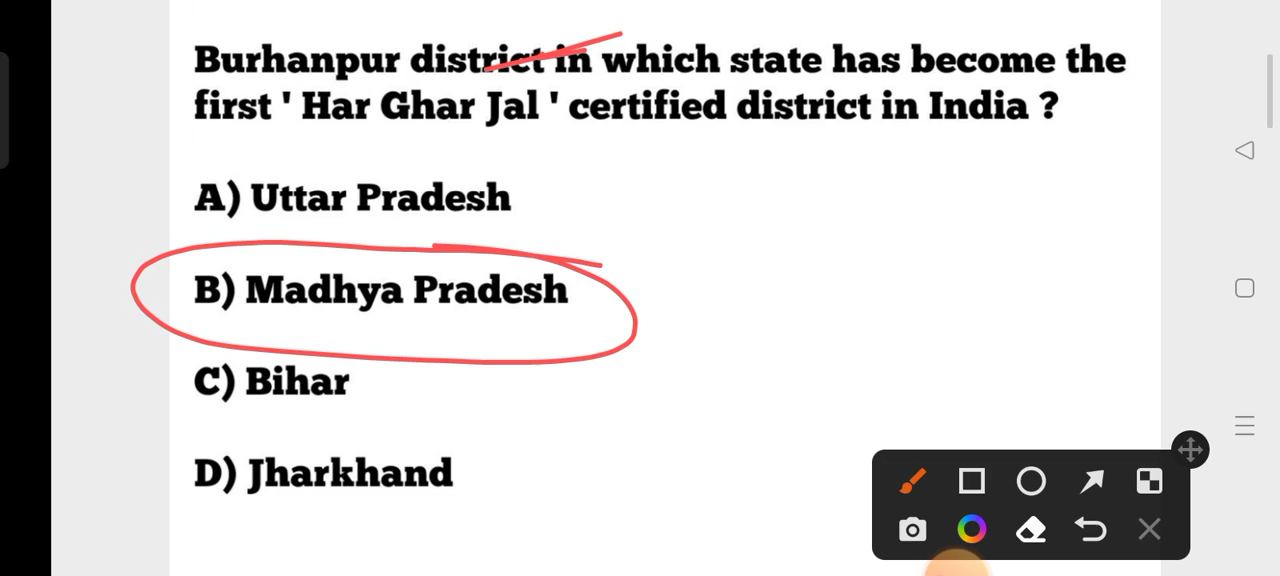 Burhanpur district in which state has become the
first ' Har Ghar Jal ' certified district in India ?
A) Uttar Pradesh
B) Madhya Pradesh
C) Bihar
D) Jharkhand